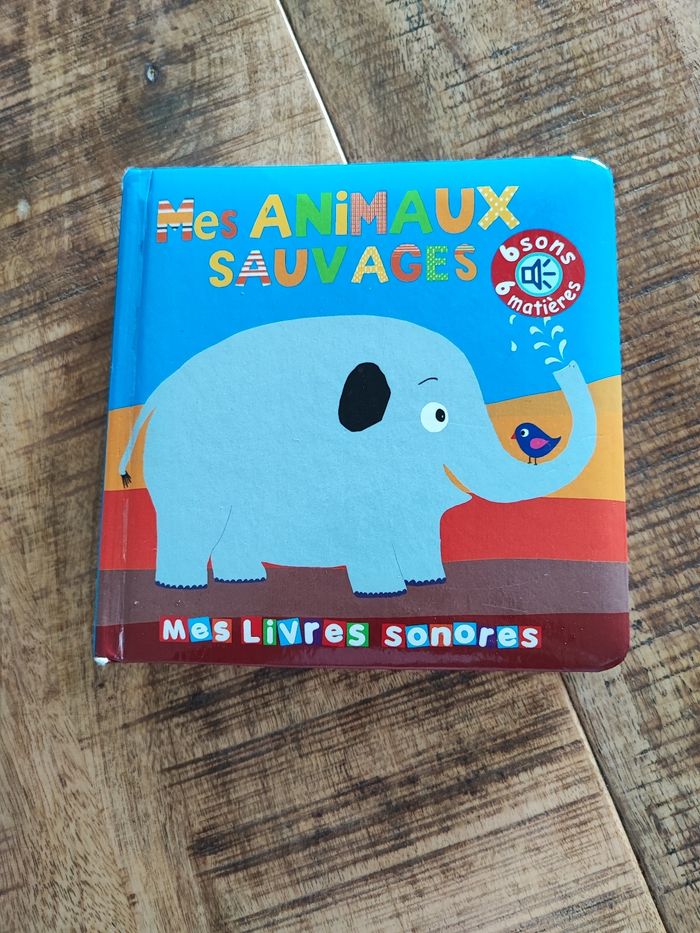 Mes ANiMAUX
SAUVAGES
6 sons
6 matières
Mes Livres sonores